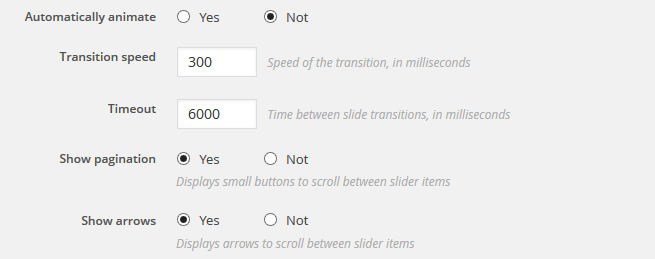 Automatically animate Yes Not
Transition speed 300 Speed of the transition, in milliseconds
Timeout 6000 Time between slide transitions, in milliseconds
Show pagination Yes Not
Displays small buttons to scroll between slider items
Show arrows Yes Not
Displays arrows to scroll between slider items